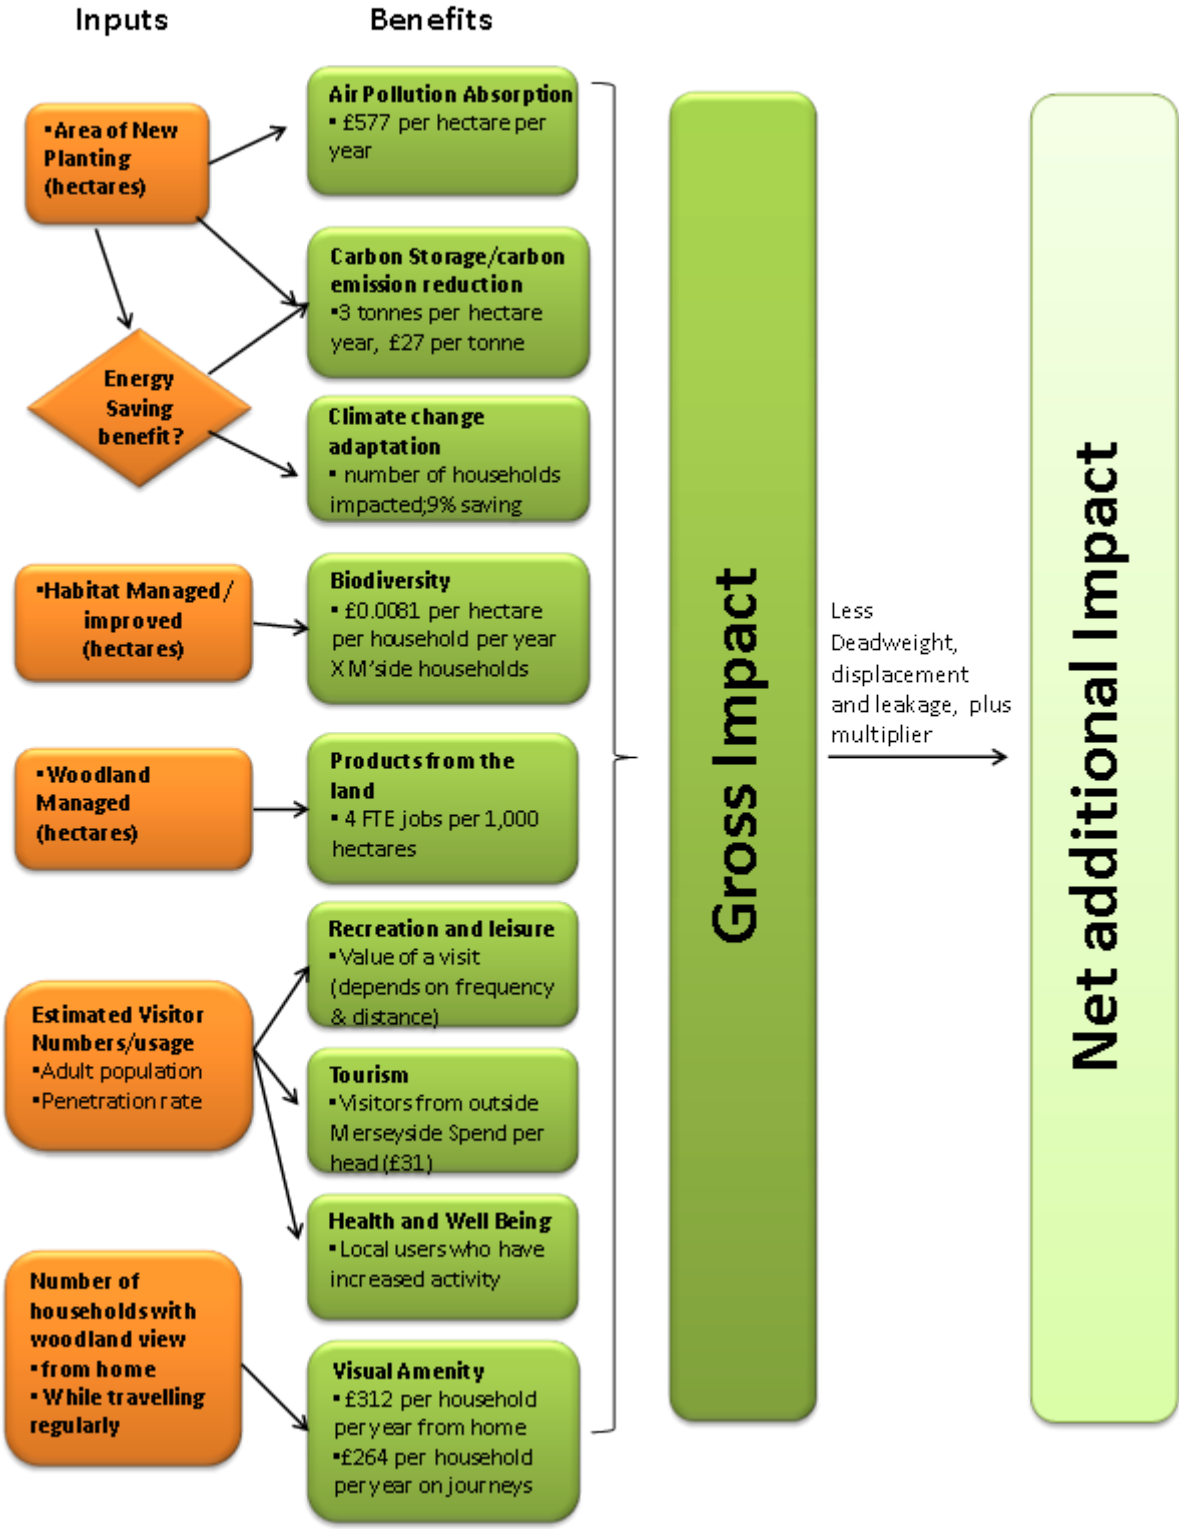 Inputs
Benefits
▪Area of New
Planting
(hectares)
Air Pollution Absorption
▪ £577 per hectare per
year
Carbon Storage/carbon
emission reduction
▪3 tonnes per hectare
year, £27 per tonne
Energy
Saving
benefit?
Climate change
adaptation
▪ number of households
impacted;9% saving
▪Habitat Managed/
improved
(hectares)
Biodiversity
▪ £0.0081 per hectare
per household per year
X M'side households
▪ Woodland
Managed
(hectares)
Products from the
land
▪ 4 FTE jobs per 1,000
hectares
Estimated Visitor
Numbers/usage
▪Adult population
▪Penetration rate
Recreation and leisure
▪Value of a visit
(depends on frequency
& distance)
Tourism
▪Visitors from outside
Merseyside Spend per
head (£31)
Health and Well Being
▪Local users who have
increased activity
Number of
households with
woodland view
▪from home
▪ While travelling
regularly
Visual Amenity
▪ £312 per household
per year from home
▪£264 per household
per year on journeys
Gross Impact
Less
Deadweight,
displacement
and leakage, plus
multiplier
Net additional Impact